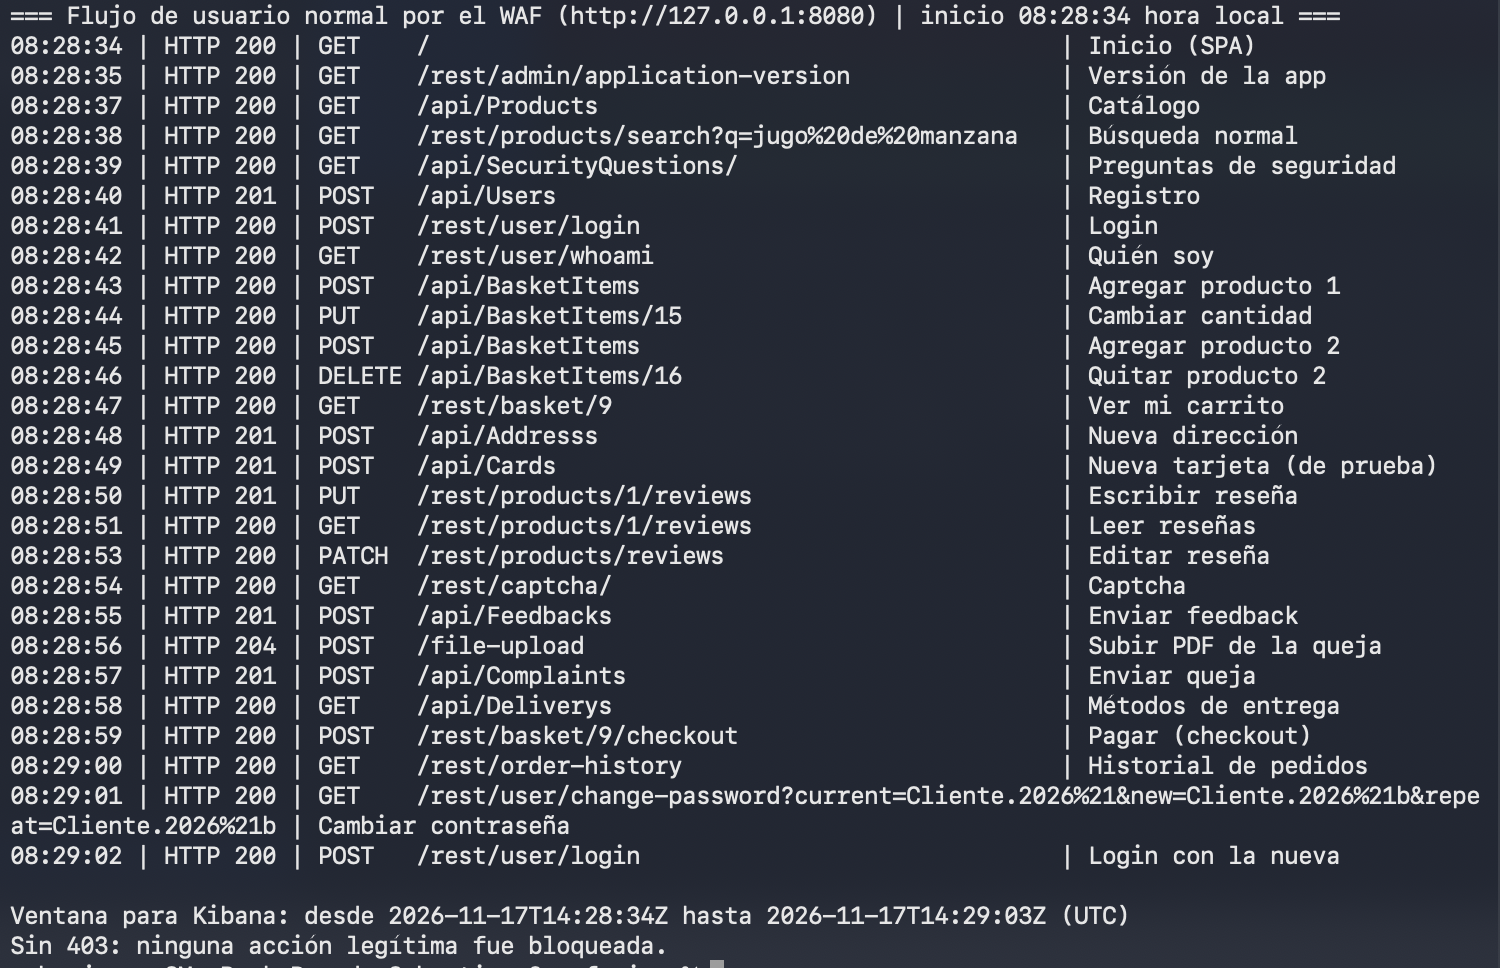 === Flujo de usuario normal por el WAF (http://127.0.0.1:8080) | inicio 08:28:34 hora local ===
08:28:34 | HTTP 200 | GET / | Inicio (SPA)
08:28:35 | HTTP 200 | GET /rest/admin/application-version | Versión de la app
08:28:37 | HTTP 200 | GET /api/Products | Catálogo
08:28:38 | HTTP 200 | GET /rest/products/search?q=jugo%20de%20manzana | Búsqueda normal
08:28:39 | HTTP 200 | GET /api/SecurityQuestions/ | Preguntas de seguridad
08:28:40 | HTTP 201 | POST /api/Users | Registro
08:28:41 | HTTP 200 | POST /rest/user/login | Login
08:28:42 | HTTP 200 | GET /rest/user/whoami | Quién soy
08:28:43 | HTTP 200 | POST /api/BasketItems | Agregar producto 1
08:28:44 | HTTP 200 | PUT /api/BasketItems/15 | Cambiar cantidad
08:28:45 | HTTP 200 | POST /api/BasketItems | Agregar producto 2
08:28:46 | HTTP 200 | DELETE /api/BasketItems/16 | Quitar producto 2
08:28:47 | HTTP 200 | GET /rest/basket/9 | Ver mi carrito
08:28:48 | HTTP 201 | POST /api/Addresss | Nueva dirección
08:28:49 | HTTP 201 | POST /api/Cards | Nueva tarjeta (de prueba)
08:28:50 | HTTP 201 | PUT /rest/products/1/reviews | Escribir reseña
08:28:51 | HTTP 200 | GET /rest/products/1/reviews | Leer reseñas
08:28:53 | HTTP 200 | PATCH /rest/products/reviews | Editar reseña
08:28:54 | HTTP 200 | GET /rest/captcha/ | Captcha
08:28:55 | HTTP 201 | POST /api/Feedbacks | Enviar feedback
08:28:56 | HTTP 204 | POST /file-upload | Subir PDF de la queja
08:28:57 | HTTP 201 | POST /api/Complaints | Enviar queja
08:28:58 | HTTP 200 | GET /api/Deliverys | Métodos de entrega
08:28:59 | HTTP 200 | POST /rest/basket/9/checkout | Pagar (checkout)
08:29:00 | HTTP 200 | GET /rest/order-history | Historial de pedidos
08:29:01 | HTTP 200 | GET /rest/user/change-password?current=Cliente.2026%21&new=Cliente.2026%21b&repe
at=Cliente.2026%21b | Cambiar contraseña
08:29:02 | HTTP 200 | POST /rest/user/login | Login con la nueva
Ventana para Kibana: desde 2026-11-17T14:28:34Z hasta 2026-11-17T14:29:03Z (UTC)
Sin 403: ninguna acción legítima fue bloqueada.